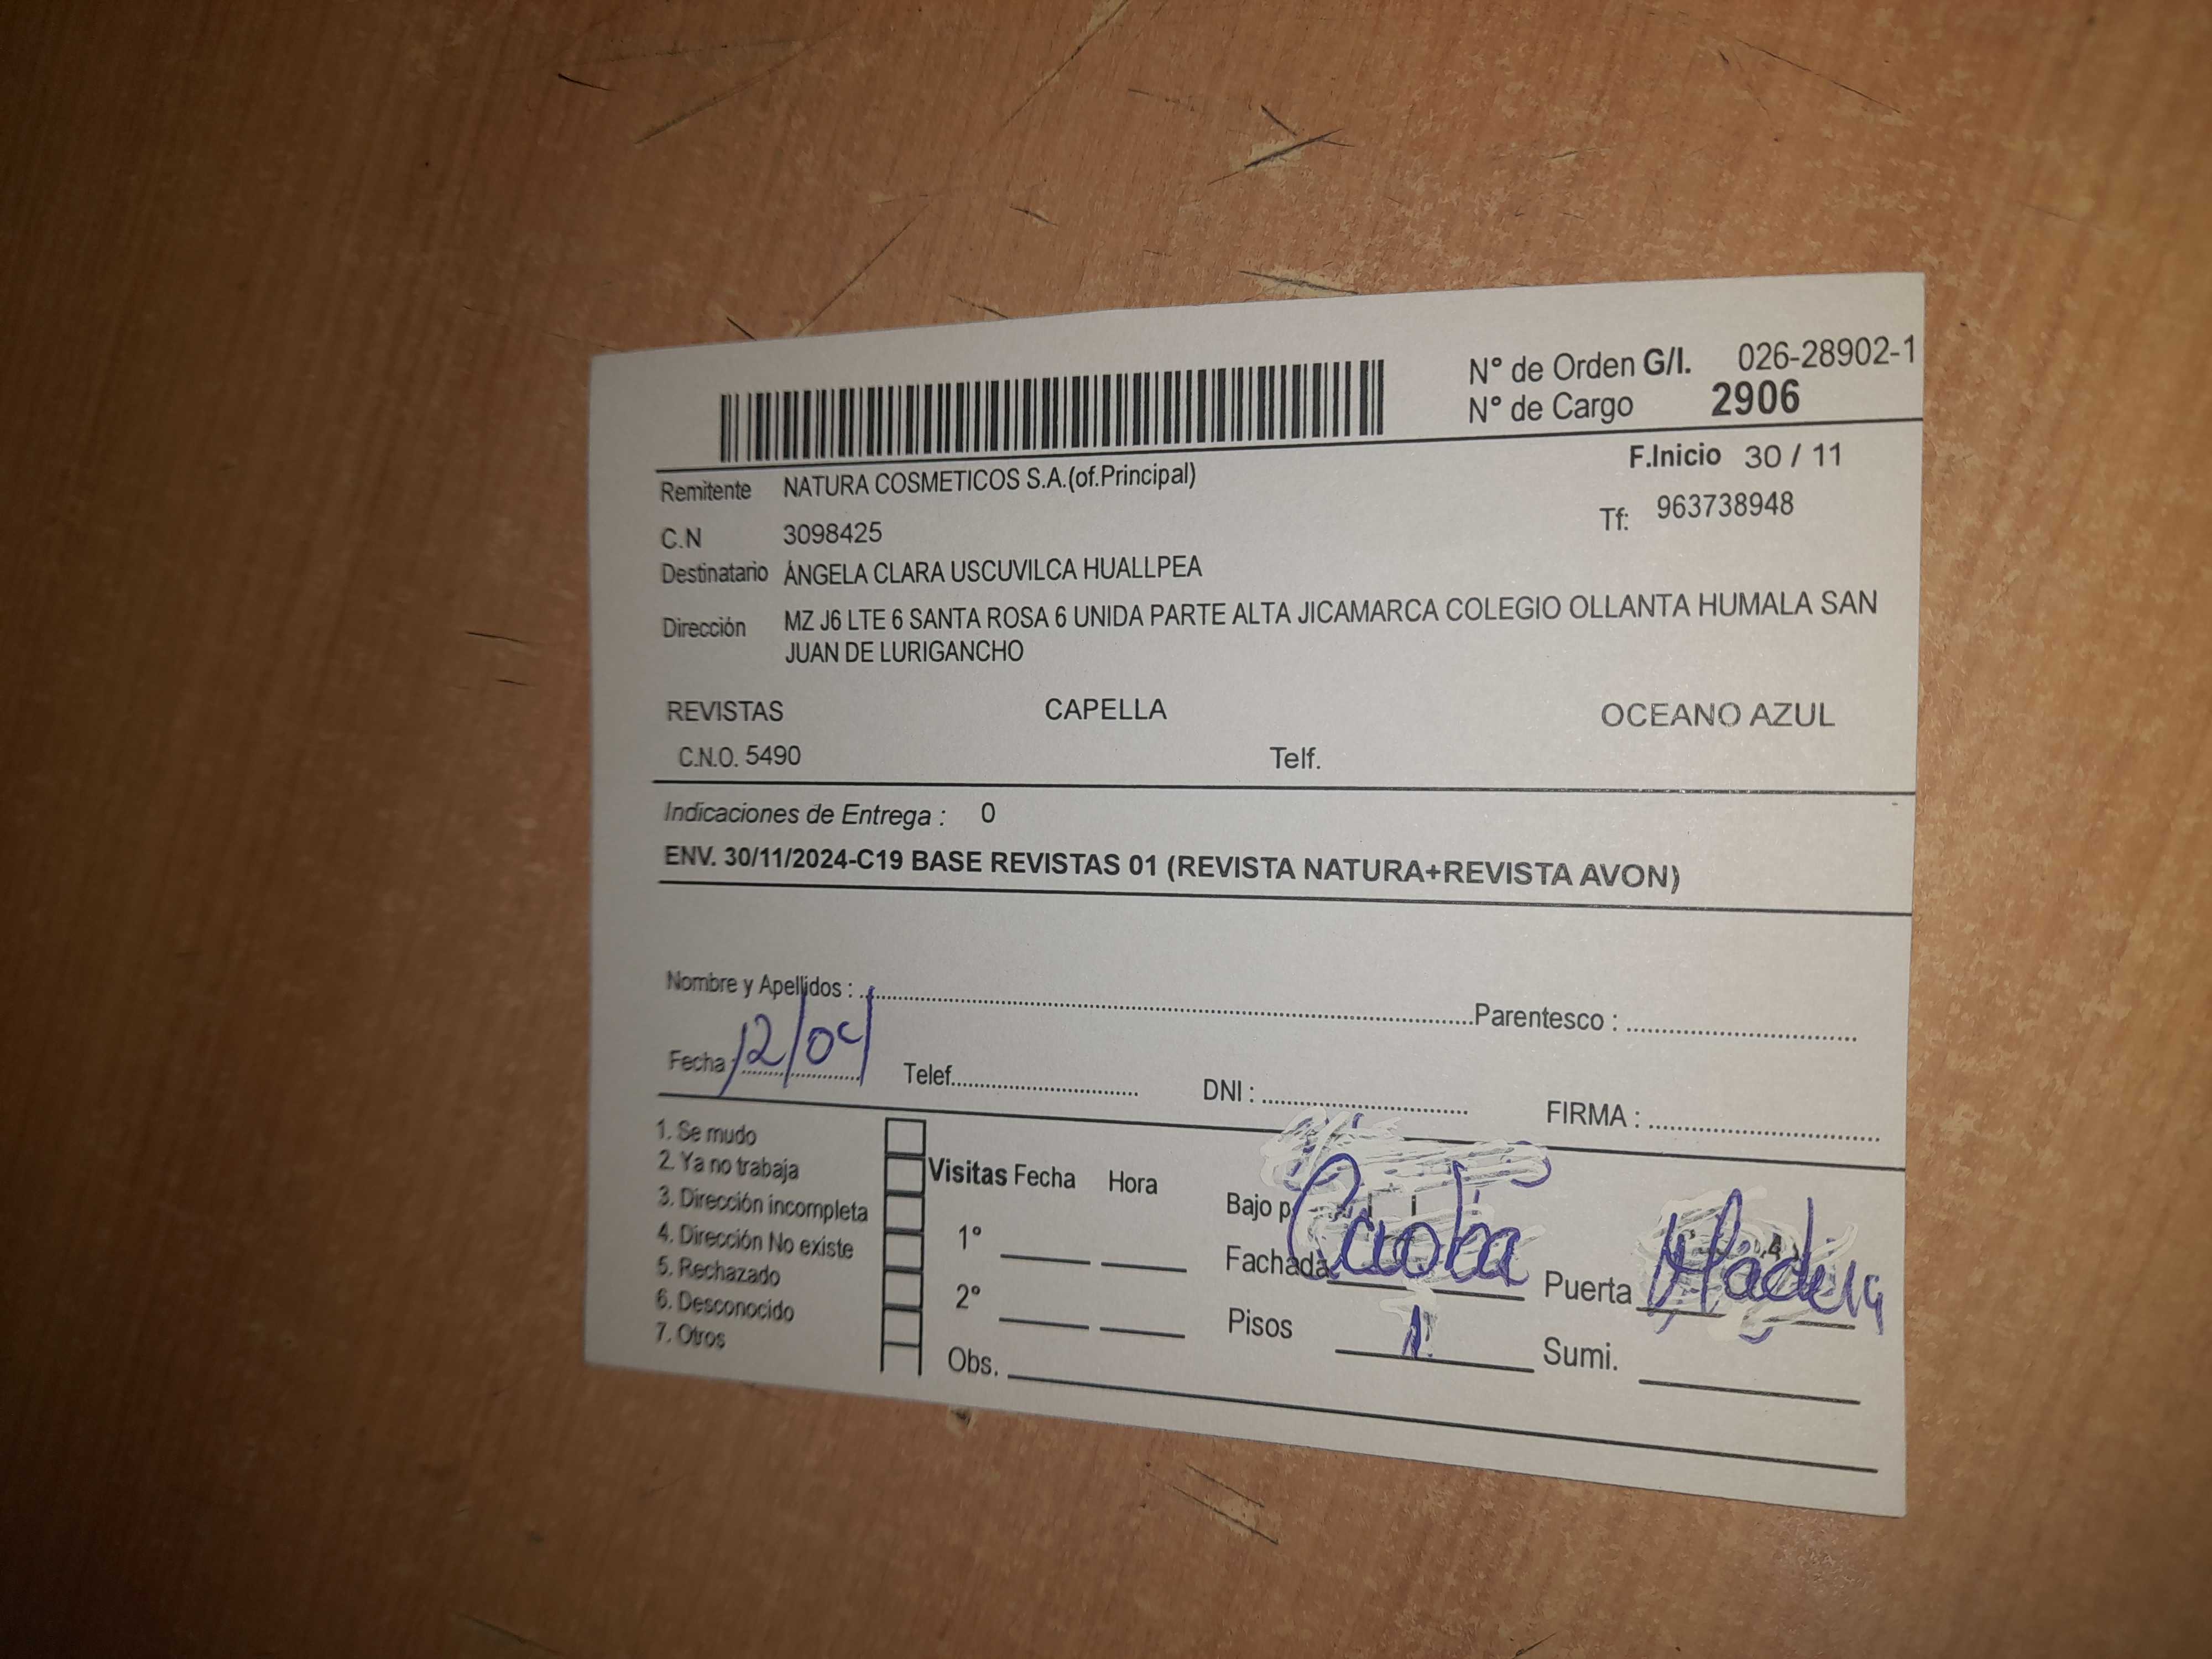 N° de Orden G/I. 026-28902-1
N° de Cargo 2906
F.Inicio 30 / 11
Remitente NATURA COSMETICOS S.A.(of.Principal)
C.N 3098425 Tf: 963738948
Destinatario ÁNGELA CLARA USCUVILCA HUALLPEA
Dirección MZ J6 LTE 6 SANTA ROSA 6 UNIDA PARTE ALTA JICAMARCA COLEGIO OLLANTA HUMALA SAN
JUAN DE LURIGANCHO
REVISTAS CAPELLA OCEANO AZUL
C.N.O. 5490 Telf.
Indicaciones de Entrega : 0
ENV. 30/11/2024-C19 BASE REVISTAS 01 (REVISTA NATURA+REVISTA AVON)
Nombre y Apellidos : Parentesco :
Fecha : 12/04 Telef. DNI : FIRMA :
1. Se mudo
2. Ya no trabaja
3. Dirección incompleta
4. Dirección No existe
5. Rechazado
6. Desconocido
7. Otros
Visitas Fecha Hora
1°
2°
Obs.
Bajo p
Fachada Caoba Puerta Madera
Pisos 1 Sumi.